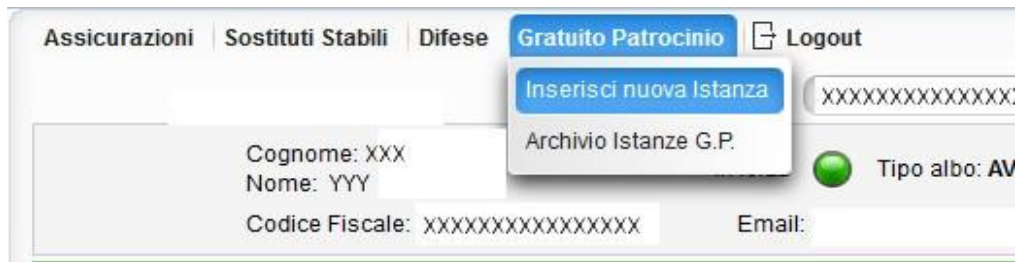 Assicurazioni Sostituti Stabili Difese Gratuito Patrocinio Logout
Inserisci nuova Istanza XXXXXXXXXXXXXX
Archivio Istanze G.P.
Cognome: XXX
Nome: YYY
Tipo albo: AV
Codice Fiscale: XXXXXXXXXXXXXXXX Email: